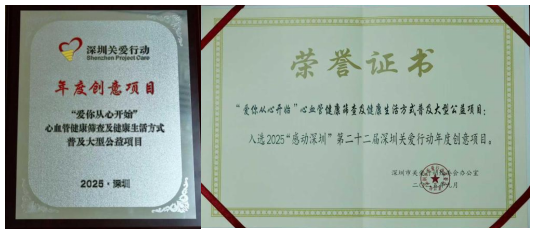 深圳关爱行动
Shenzhen Project Care
年度创意项目
“爱你从心开始”
心血管健康筛查及健康生活方式
普及大型公益项目
2025·深圳
荣誉证书
“爱你从心开始”心血管健康筛查及健康生活方式普及大型公益项目：
入选2025“感动深圳”第二十二届深圳关爱行动年度创意项目。
深圳市关爱行动
办公室
二〇二
月